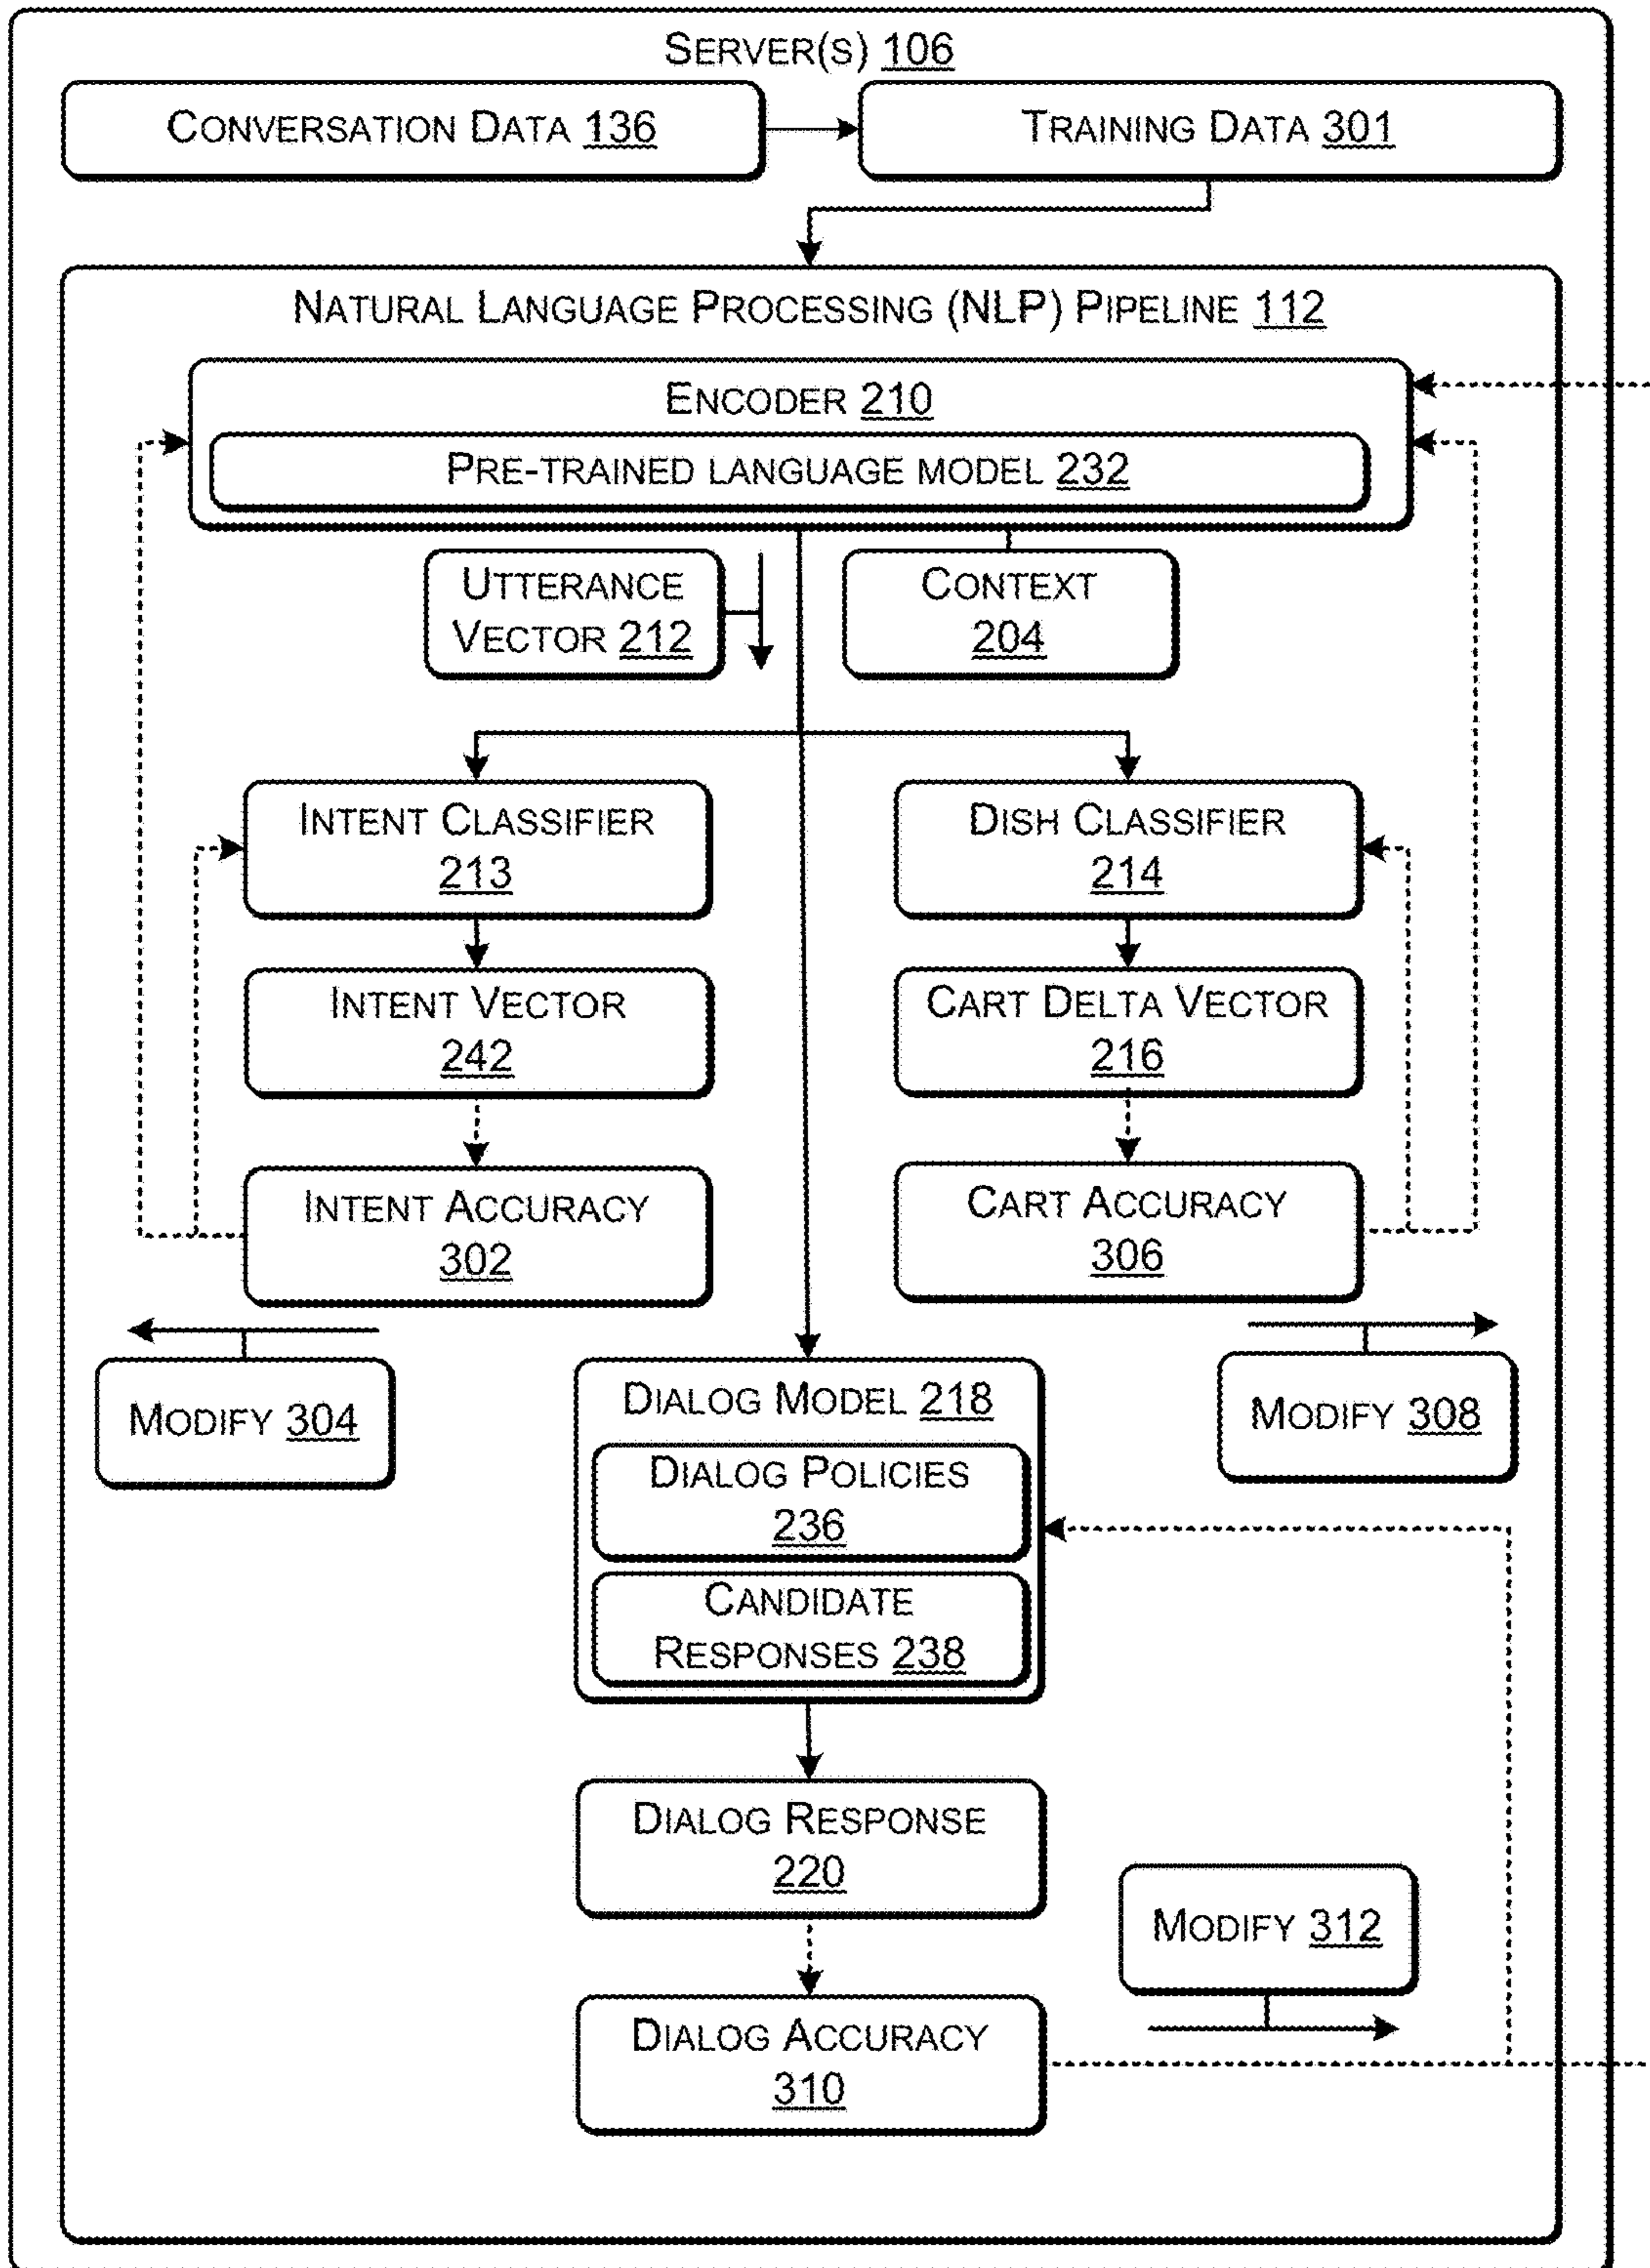 SERVER(S) 106
CONVERSATION DATA 136
TRAINING DATA 301
NATURAL LANGUAGE PROCESSING (NLP) PIPELINE 112
ENCODER 210
PRE-TRAINED LANGUAGE MODEL 232
UTTERANCE
VECTOR 212
CONTEXT
204
INTENT CLASSIFIER
213
DISH CLASSIFIER
214
INTENT VECTOR
242
CART DELTA VECTOR
216
INTENT ACCURACY
302
CART ACCURACY
306
MODIFY 304
DIALOG MODEL 218
DIALOG POLICIES
236
CANDIDATE
RESPONSES 238
MODIFY 308
DIALOG RESPONSE
220
MODIFY 312
DIALOG ACCURACY
310